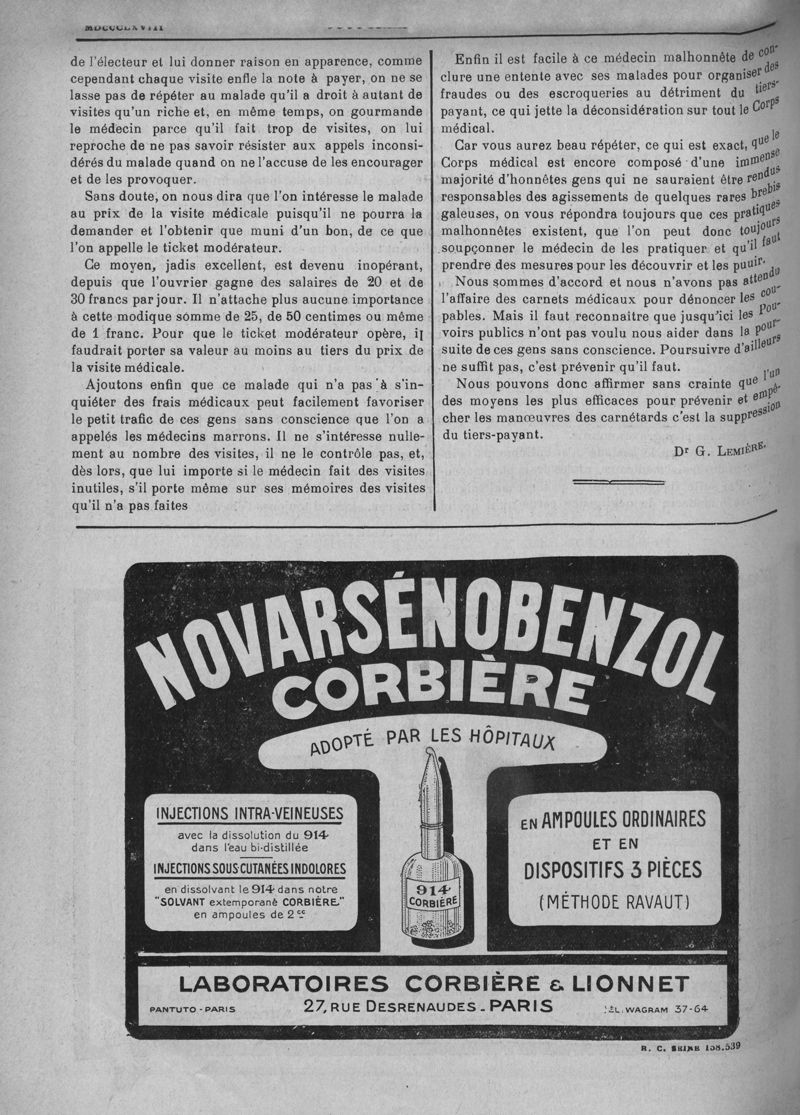 MDCCCLXVIII
de l'électeur et lui donner raison en apparence, comme
cependant chaque visite enfle la note à payer, on ne se
lasse pas de répéter au malade qu'il a droit à autant de
visites qu'un riche et, en même temps, on gourmande
le médecin parce qu'il fait trop de visites, on lui
reproche de ne pas savoir résister aux appels inconsi-
dérés du malade quand on ne l'accuse de les encourager
et de les provoquer.
Sans doute, on nous dira que l'on intéresse le malade
au prix de la visite médicale puisqu'il ne pourra la
demander et l'obtenir que muni d'un bon, de ce que
l'on appelle le ticket modérateur.
Ce moyen, jadis excellent, est devenu inopérant,
depuis que l'ouvrier gagne des salaires de 20 et de
30 francs par jour. Il n'attache plus aucune importance
à cette modique somme de 25, de 50 centimes ou même
de 1 franc. Pour que le ticket modérateur opère, il
faudrait porter sa valeur au moins au tiers du prix de
la visite médicale.
Ajoutons enfin que ce malade qui n'a pas à s'in-
quiéter des frais médicaux peut facilement favoriser
le petit trafic de ces gens sans conscience que l'on a
appelés les médecins marrons. Il ne s'intéresse nulle-
ment au nombre des visites, il ne le contrôle pas, et,
dès lors, que lui importe si le médecin fait des visites
inutiles, s'il porte même sur ses mémoires des visites
qu'il n'a pas faites
Enfin il est facile à ce médecin malhonnête de con-
clure une entente avec ses malades pour organiser des
fraudes ou des escroqueries au détriment du tiers-
payant, ce qui jette la déconsidération sur tout le Corps
médical.
Car vous aurez beau répéter, ce qui est exact, que le
Corps médical est encore composé d'une immense
majorité d'honnêtes gens qui ne sauraient être rendus
responsables des agissements de quelques rares brebis
galeuses, on vous répondra toujours que ces pratiques
malhonnêtes existent, que l'on peut donc toujours
soupçonner le médecin de les pratiquer et qu'il faut
prendre des mesures pour les découvrir et les puuir.
Nous sommes d'accord et nous n'avons pas attendu
l'affaire des carnets médicaux pour dénoncer les cou-
pables. Mais il faut reconnaître que jusqu'ici les pou-
voirs publics n'ont pas voulu nous aider dans la pour-
suite de ces gens sans conscience. Poursuivre d'ailleurs
ne suffit pas, c'est prévenir qu'il faut.
Nous pouvons donc affirmer sans crainte que l'un
des moyens les plus efficaces pour prévenir et empê-
cher les manœuvres des carnétards c'est la suppression
du tiers-payant.
Dr G. LEMIÈRE.
NOVARSÉNOBENZOL
CORBIÈRE
ADOPTÉ PAR LES HÔPITAUX
INJECTIONS INTRA-VEINEUSES
avec la dissolution du 914
dans l'eau bi-distillée
INJECTIONS SOUS CUTANÉES INDOLORES
en dissolvant le 914 dans notre
"SOLVANT extemporané CORBIÈRE"
en ampoules de 2 cc
914
CORBIÈRE
EN AMPOULES ORDINAIRES
ET EN
DISPOSITIFS 3 PIÈCES
(MÉTHODE RAVAUT)
LABORATOIRES CORBIÈRE & LIONNET
PANTUTO - PARIS
27, RUE DESRENAUDES - PARIS
TÉL. WAGRAM 37-64
R. C. SEINE 158.539